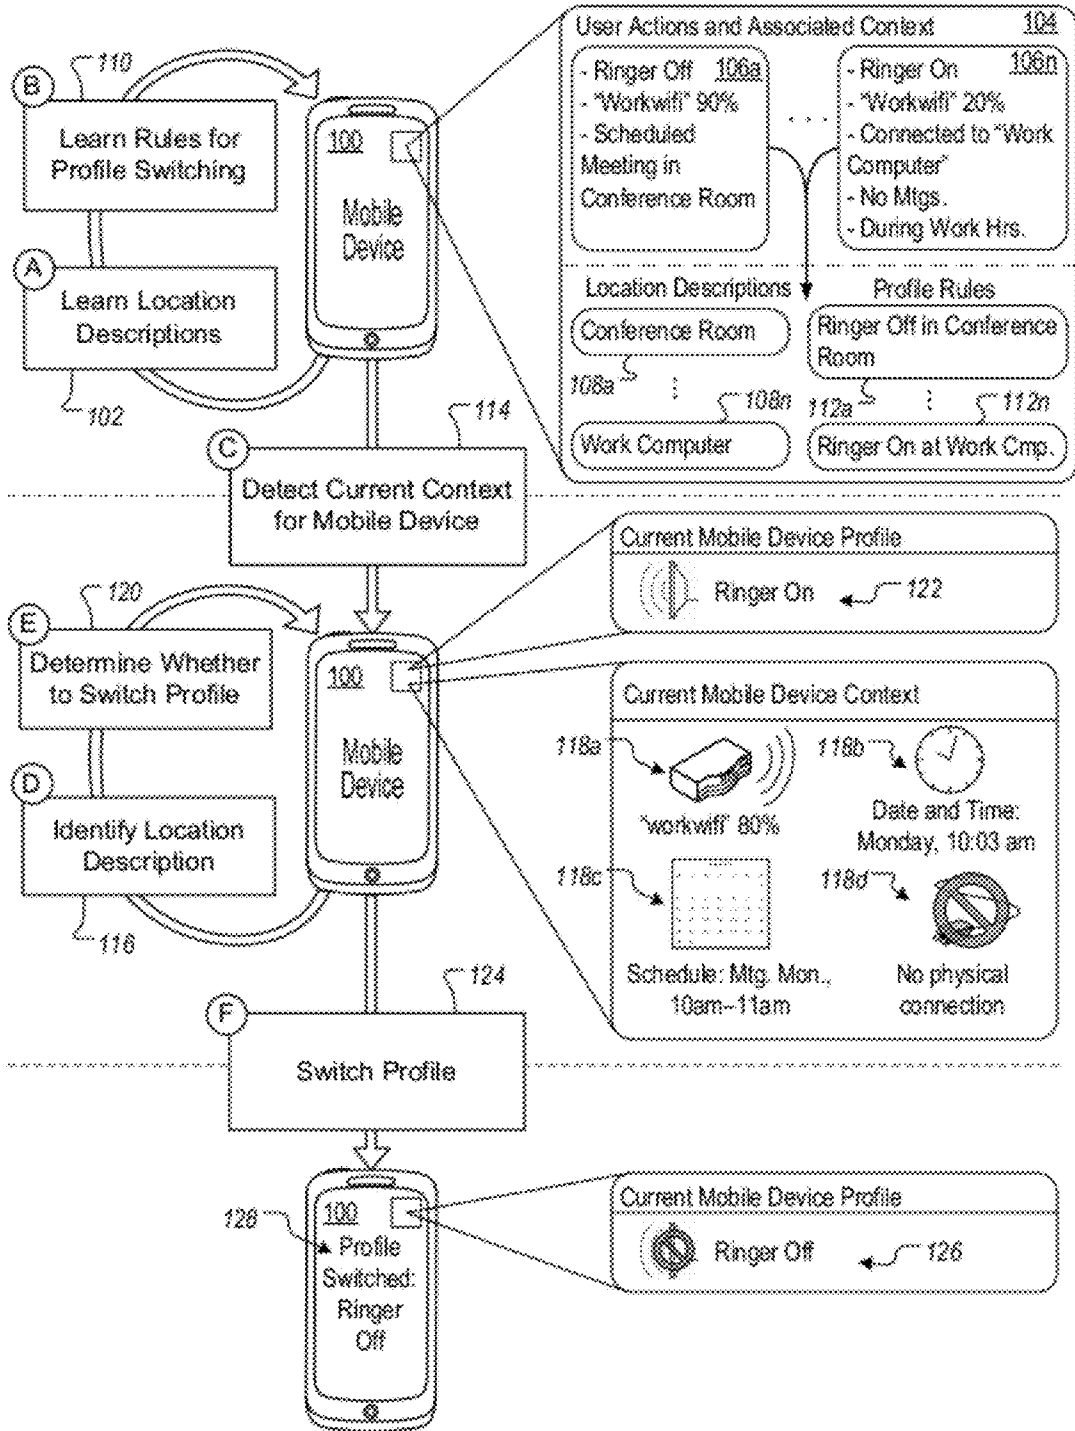 B
110
Learn Rules for
Profile Switching
A
Learn Location
Descriptions
102
100
Mobile
Device
User Actions and Associated Context 104
- Ringer Off 106a
- "Workwifi" 90%
- Scheduled
Meeting in
Conference Room
. . .
- Ringer On 106n
- "Workwifi" 20%
- Connected to "Work
Computer"
- No Mtgs.
- During Work Hrs.
Location Descriptions
Conference Room
108a
108n
Work Computer
Profile Rules
Ringer Off in Conference
Room
112a
112n
Ringer On at Work Cmp.
C
114
Detect Current Context
for Mobile Device
E
120
Determine Whether
to Switch Profile
D
Identify Location
Description
116
100
Mobile
Device
Current Mobile Device Profile
Ringer On
122
Current Mobile Device Context
118a
"workwifi" 80%
118b
Date and Time:
Monday, 10:03 am
118c
Schedule: Mtg. Mon.,
10am–11am
118d
No physical
connection
F
124
Switch Profile
128
100
Profile
Switched:
Ringer
Off
Current Mobile Device Profile
Ringer Off
126